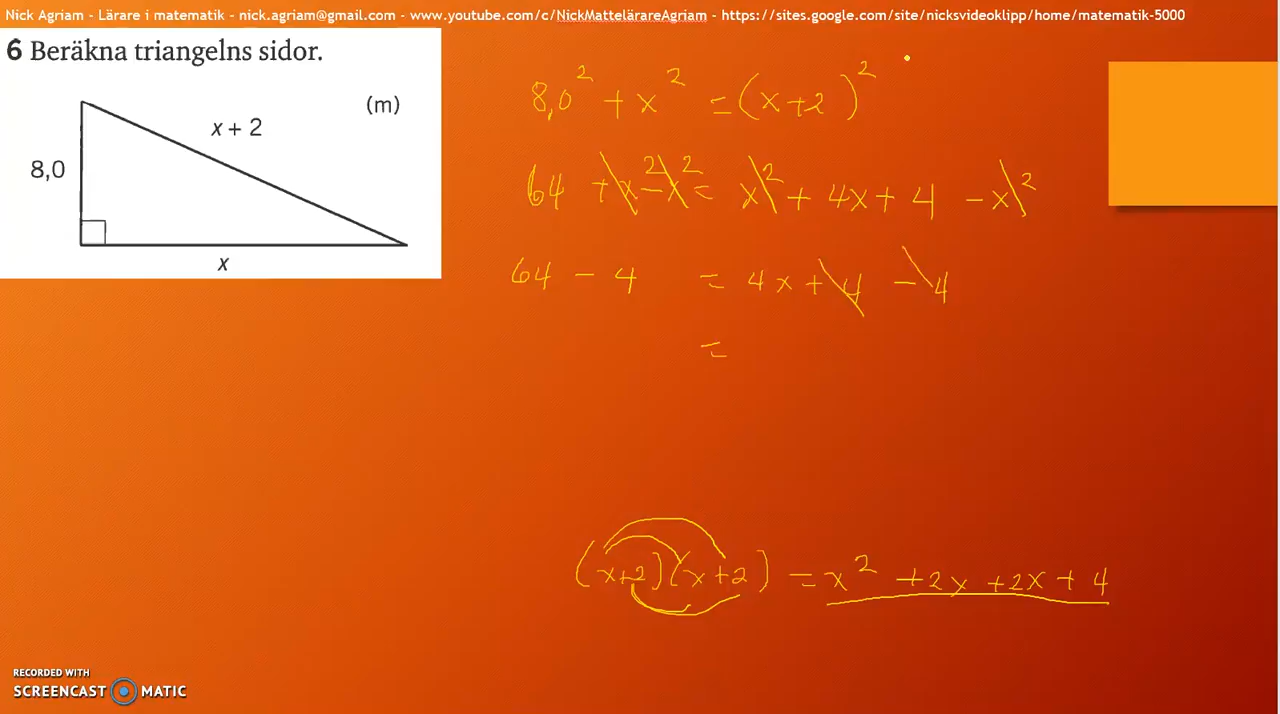 Nick Agriam - Lärare i matematik - nick.agriam@gmail.com - www.youtube.com/c/NickMattelärareAgriam - https://sites.google.com/site/nicksvideoklipp/home/matematik-5000
6 Beräkna triangelns sidor.
(m)
x + 2
8,0
x
8,0² + x² = (x+2)²
64 + x² - x² = x² + 4x + 4 - x²
64 - 4 = 4x + 4 - 4
=
(x+2)(x+2) = x² + 2x + 2x + 4
RECORDED WITH
SCREENCAST MATIC